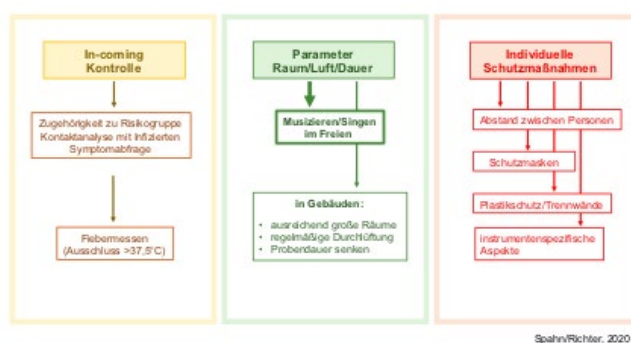 In-coming
Kontrolle
Zugehörigkeit zu Risikogruppe
Kontaktanalyse mit Infizierten
Symptomabfrage
Fiebermessen
(Ausschluss >37,5°C)
Parameter
Raum/Luft/Dauer
Musizieren/Singen
im Freien
in Gebäuden:
• ausreichend große Räume
• regelmäßige Durchlüftung
• Probendauer senken
Individuelle
Schutzmaßnahmen
Abstand zwischen Personen
Schutzmasken
Plastikschutz/Trennwände
instrumentenspezifische
Aspekte
Spahn/Richter, 2020